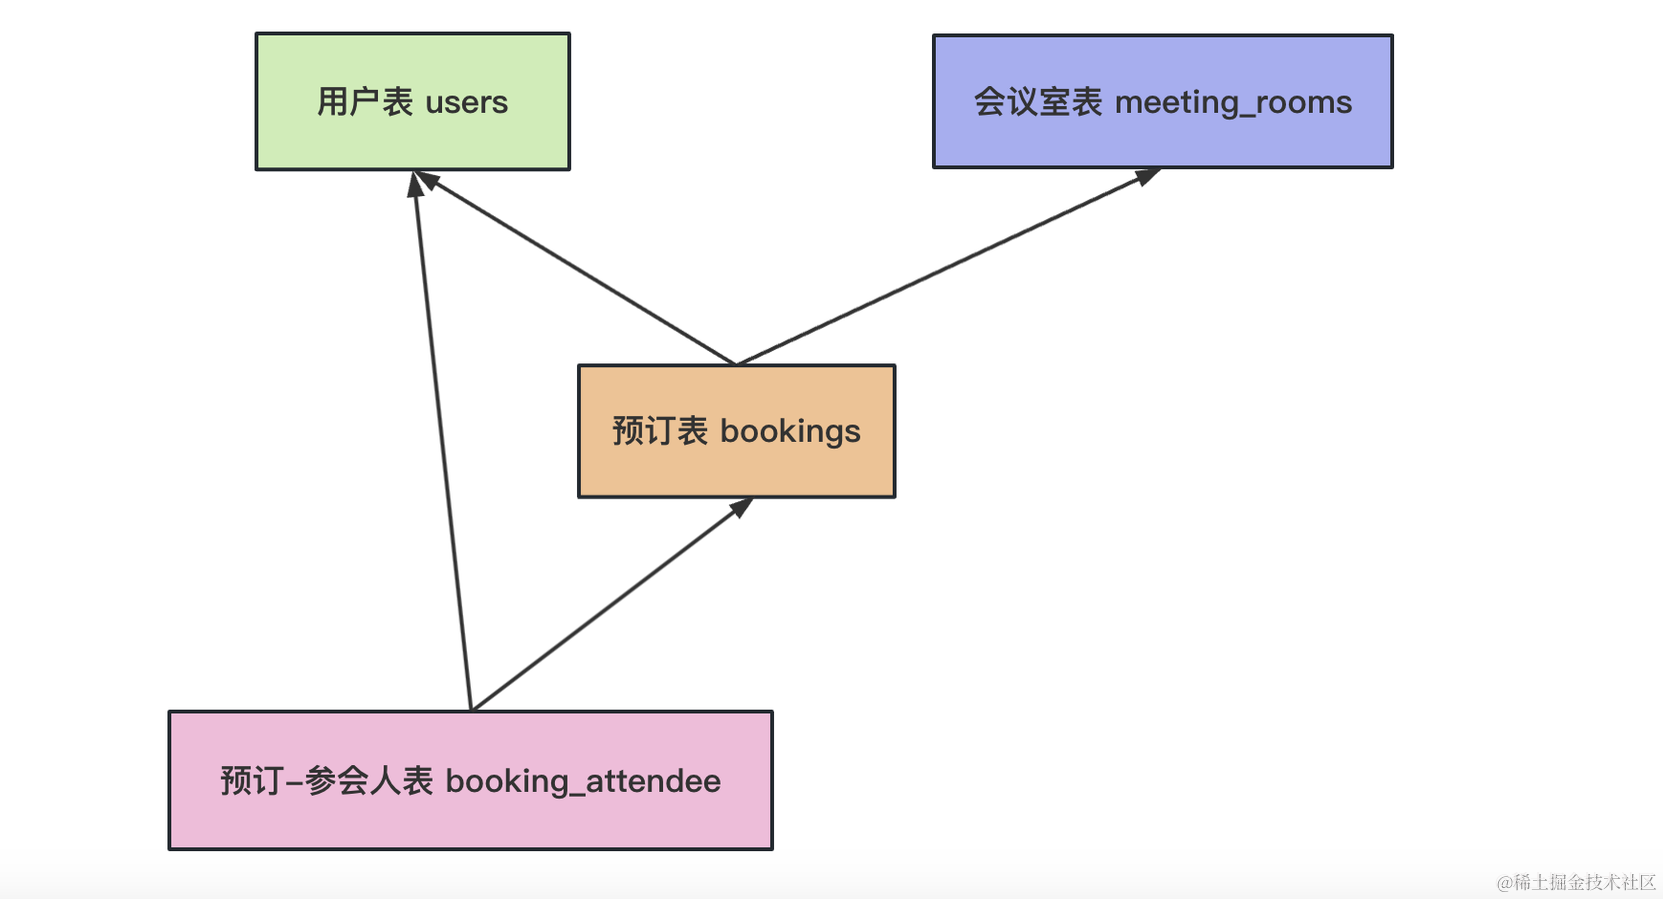 用户表 users
会议室表 meeting_rooms
预订表 bookings
预订-参会人表 booking_attendee
@稀土掘金技术社区